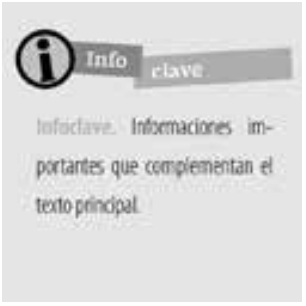 Info clave
Infoclave. Informaciones im-
portantes que complementan el
texto principal.